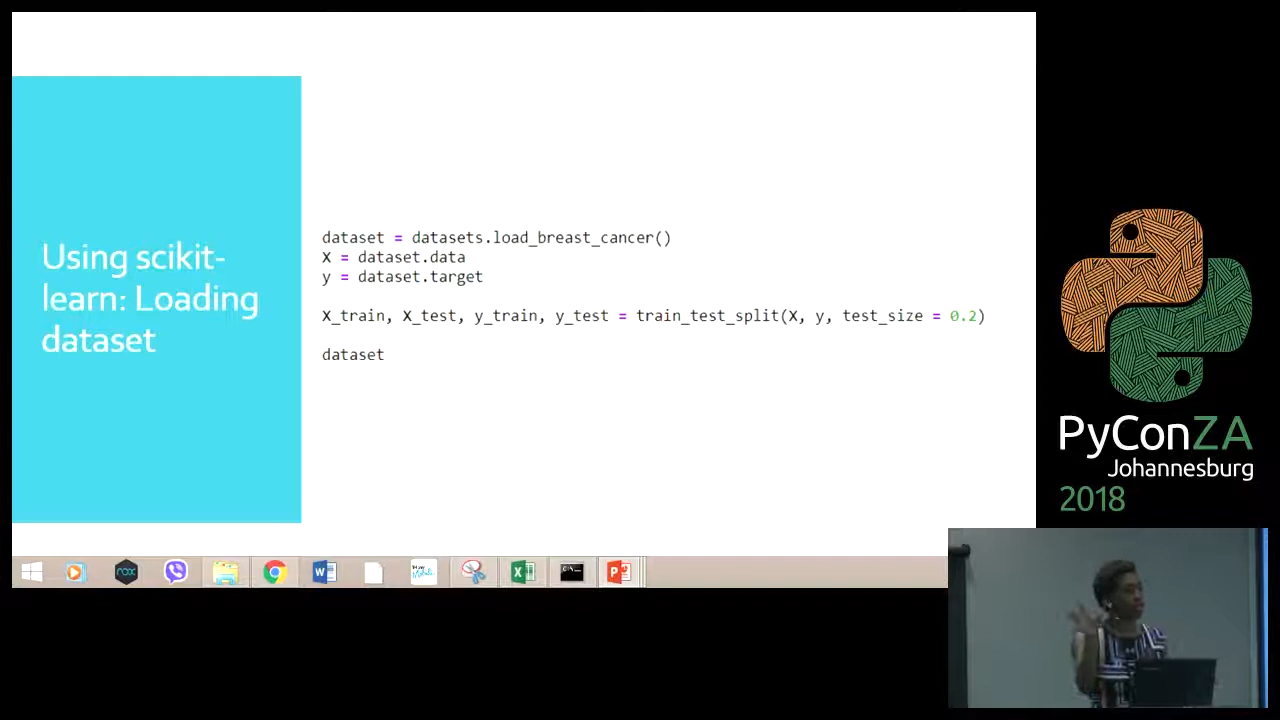 Using scikit-
learn: Loading
dataset
dataset = datasets.load_breast_cancer()
X = dataset.data
y = dataset.target
X_train, X_test, y_train, y_test = train_test_split(X, y, test_size = 0.2)
dataset
PyConZA
Johannesburg
2018